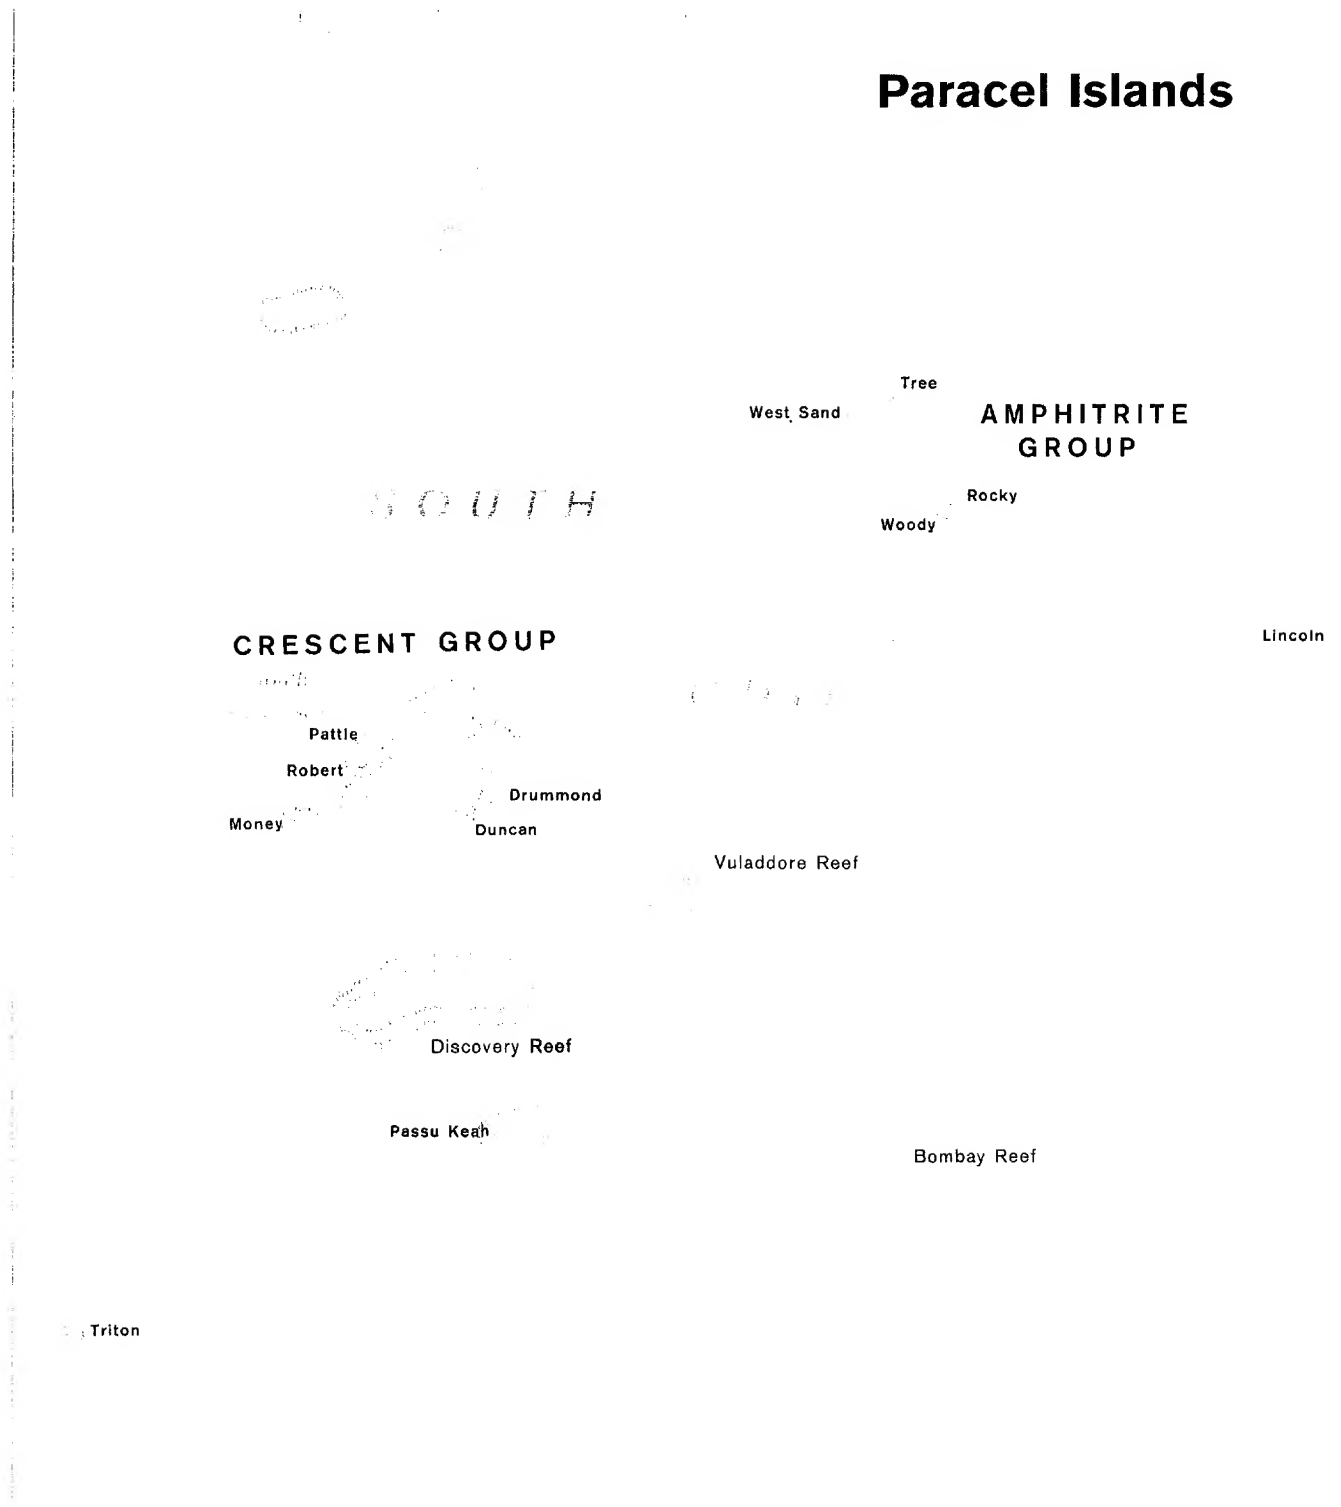 Paracel Islands
Tree
West Sand
AMPHITRITE
GROUP
SOUTH
Rocky
Woody
CRESCENT GROUP
Lincoln
Pattle
Robert
Drummond
Money
Duncan
Vuladdore Reef
Discovery Reef
Passu Keah
Bombay Reef
Triton